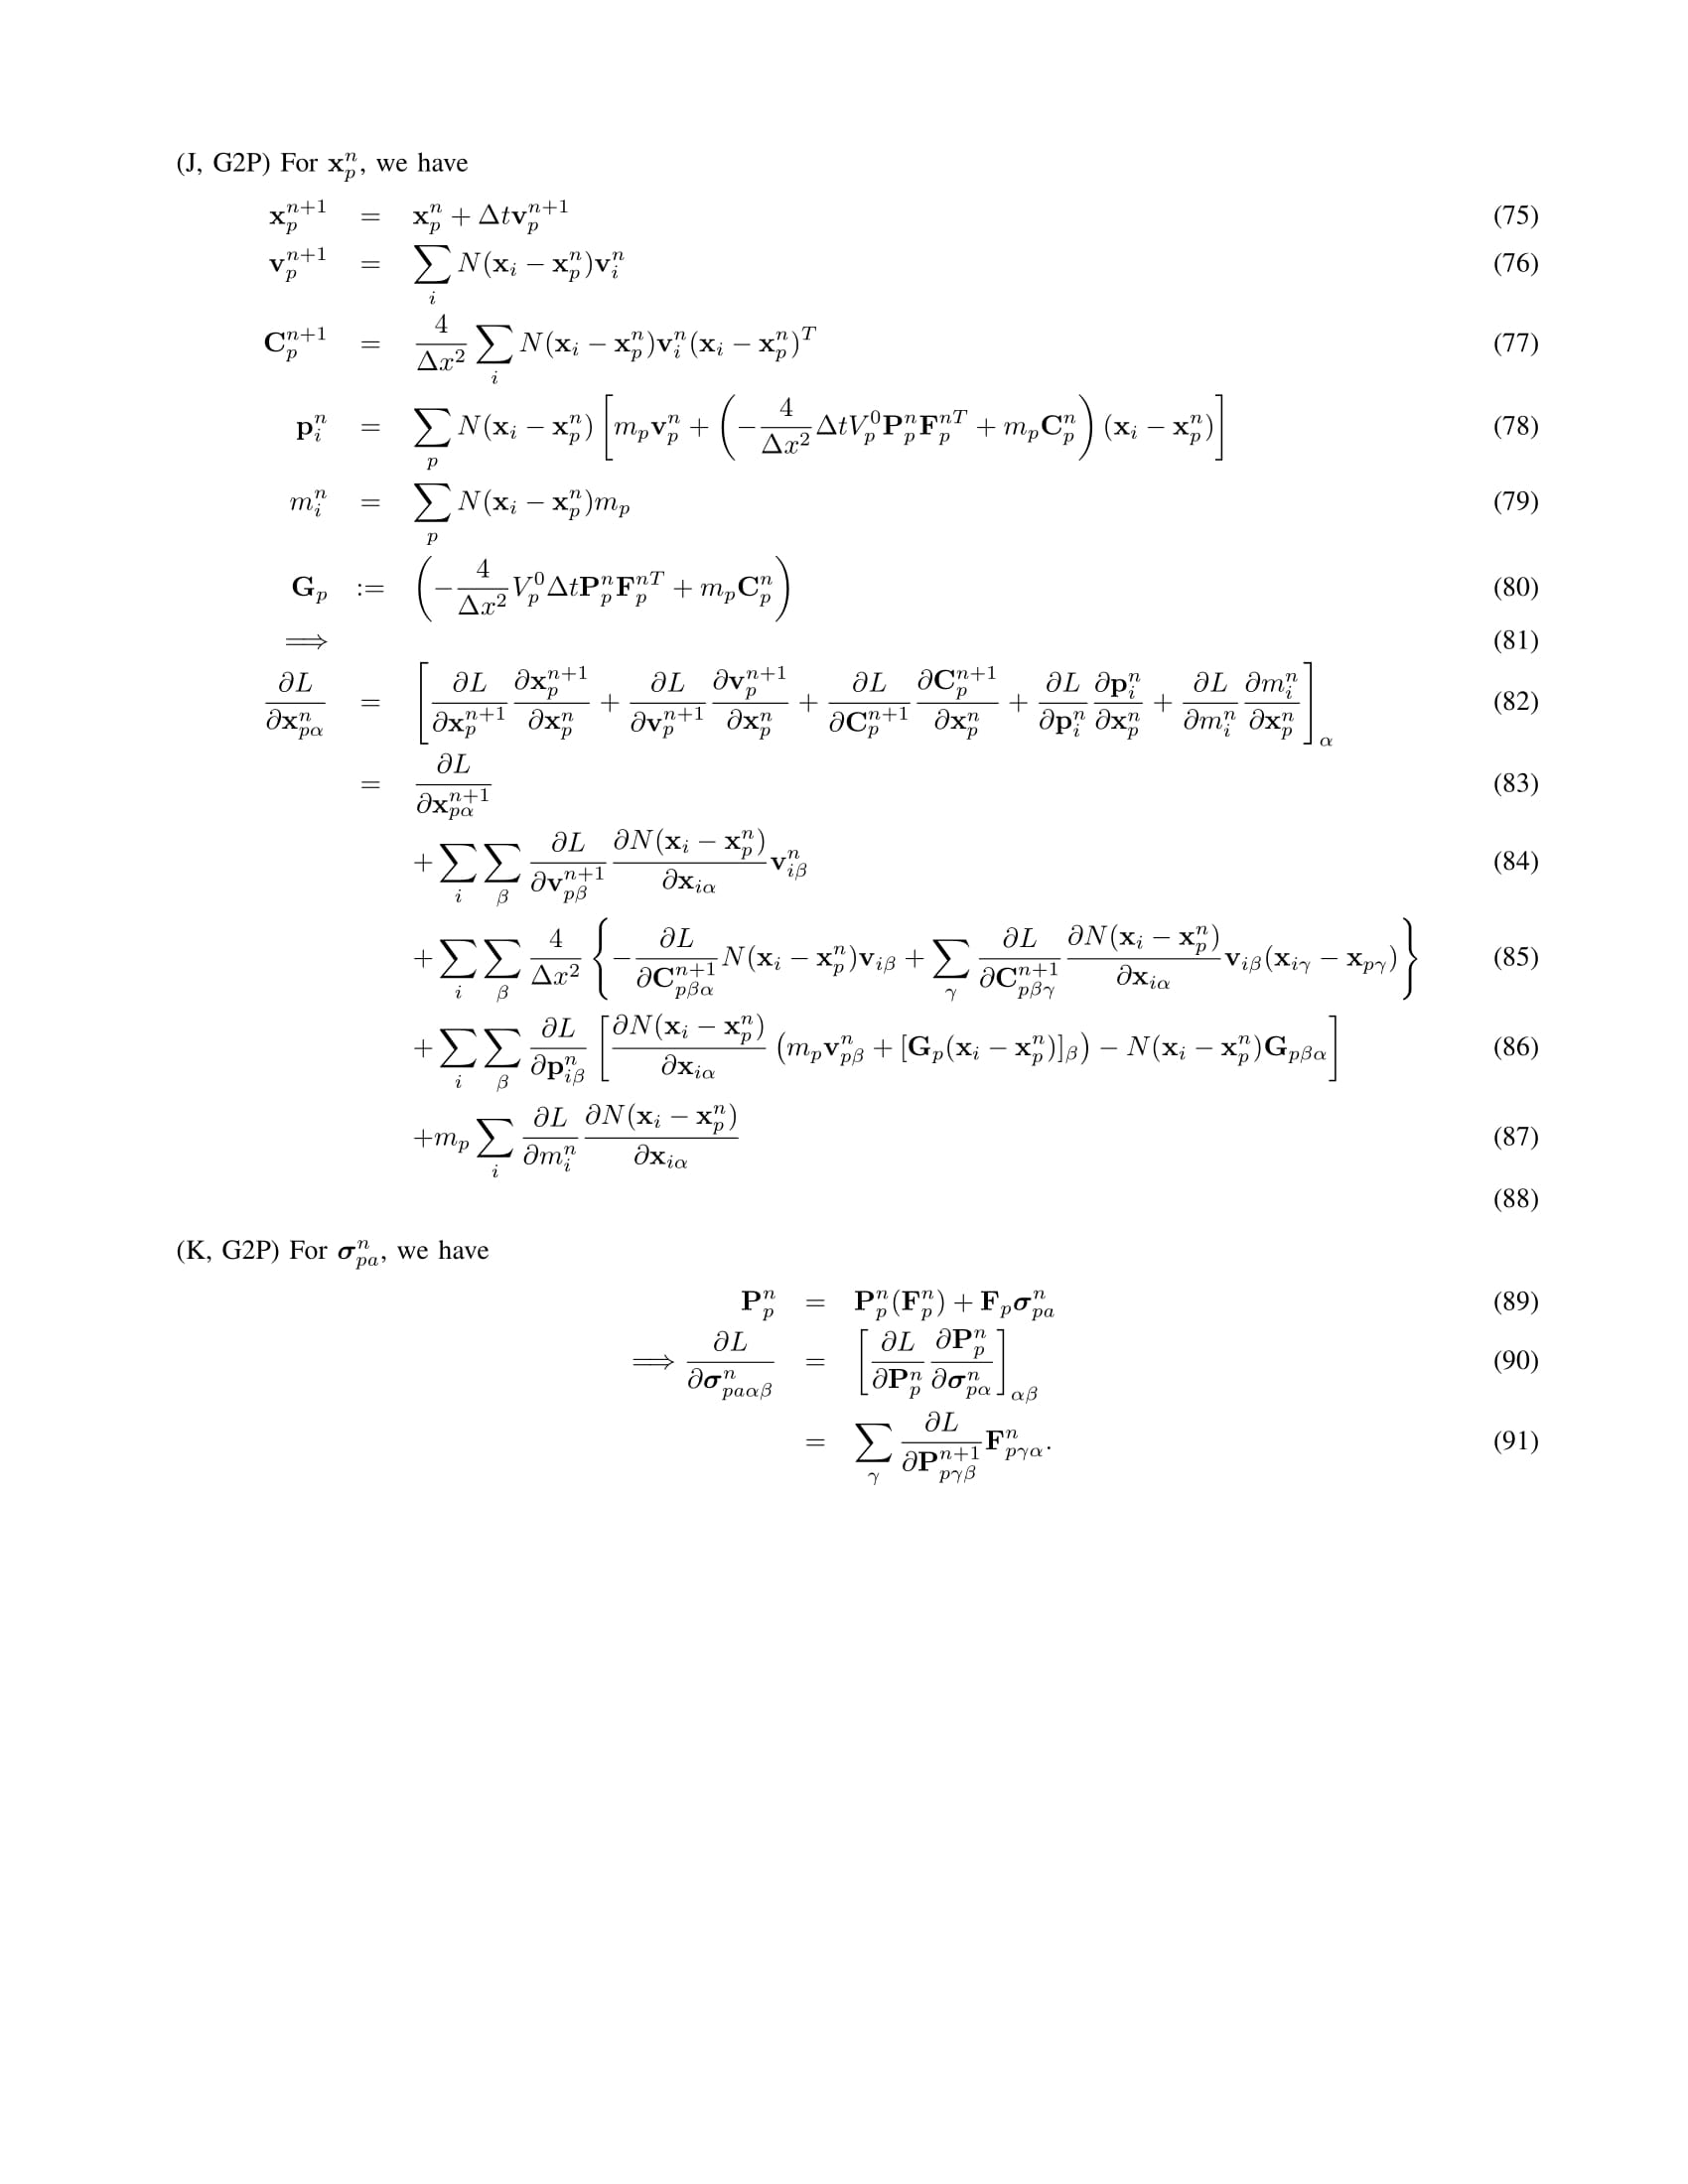 (J, G2P) For $\mathbf{x}_p^n$, we have
$\mathbf{x}_p^{n+1} = \mathbf{x}_p^n + \Delta t \mathbf{v}_p^{n+1}$ (75)
$\mathbf{v}_p^{n+1} = \sum_i N(\mathbf{x}_i - \mathbf{x}_p^n)\mathbf{v}_i^n$ (76)
$\mathbf{C}_p^{n+1} = \frac{4}{\Delta x^2} \sum_i N(\mathbf{x}_i - \mathbf{x}_p^n)\mathbf{v}_i^n(\mathbf{x}_i - \mathbf{x}_p^n)^T$ (77)
$\mathbf{p}_i^n = \sum_p N(\mathbf{x}_i - \mathbf{x}_p^n) \left[ m_p\mathbf{v}_p^n + \left( -\frac{4}{\Delta x^2} \Delta t V_p^0 \mathbf{P}_p^n \mathbf{F}_p^{nT} + m_p\mathbf{C}_p^n \right) (\mathbf{x}_i - \mathbf{x}_p^n) \right]$ (78)
$m_i^n = \sum_p N(\mathbf{x}_i - \mathbf{x}_p^n)m_p$ (79)
$\mathbf{G}_p := \left( -\frac{4}{\Delta x^2} V_p^0 \Delta t \mathbf{P}_p^n \mathbf{F}_p^{nT} + m_p\mathbf{C}_p^n \right)$ (80)
$\Longrightarrow$ (81)
$\frac{\partial L}{\partial \mathbf{x}_{p\alpha}^n} = \left[ \frac{\partial L}{\partial \mathbf{x}_p^{n+1}} \frac{\partial \mathbf{x}_p^{n+1}}{\partial \mathbf{x}_p^n} + \frac{\partial L}{\partial \mathbf{v}_p^{n+1}} \frac{\partial \mathbf{v}_p^{n+1}}{\partial \mathbf{x}_p^n} + \frac{\partial L}{\partial \mathbf{C}_p^{n+1}} \frac{\partial \mathbf{C}_p^{n+1}}{\partial \mathbf{x}_p^n} + \frac{\partial L}{\partial \mathbf{p}_i^n} \frac{\partial \mathbf{p}_i^n}{\partial \mathbf{x}_p^n} + \frac{\partial L}{\partial m_i^n} \frac{\partial m_i^n}{\partial \mathbf{x}_p^n} \right]_\alpha$ (82)
$= \frac{\partial L}{\partial \mathbf{x}_{p\alpha}^{n+1}}$ (83)
$+ \sum_i \sum_\beta \frac{\partial L}{\partial \mathbf{v}_{p\beta}^{n+1}} \frac{\partial N(\mathbf{x}_i - \mathbf{x}_p^n)}{\partial \mathbf{x}_{i\alpha}} \mathbf{v}_{i\beta}^n$ (84)
$+ \sum_i \sum_\beta \frac{4}{\Delta x^2} \left\{ -\frac{\partial L}{\partial \mathbf{C}_{p\beta\alpha}^{n+1}} N(\mathbf{x}_i - \mathbf{x}_p^n)\mathbf{v}_{i\beta} + \sum_\gamma \frac{\partial L}{\partial \mathbf{C}_{p\beta\gamma}^{n+1}} \frac{\partial N(\mathbf{x}_i - \mathbf{x}_p^n)}{\partial \mathbf{x}_{i\alpha}} \mathbf{v}_{i\beta}(\mathbf{x}_{i\gamma} - \mathbf{x}_{p\gamma}) \right\}$ (85)
$+ \sum_i \sum_\beta \frac{\partial L}{\partial \mathbf{p}_{i\beta}^n} \left[ \frac{\partial N(\mathbf{x}_i - \mathbf{x}_p^n)}{\partial \mathbf{x}_{i\alpha}} \left( m_p\mathbf{v}_{p\beta}^n + [\mathbf{G}_p(\mathbf{x}_i - \mathbf{x}_p^n)]_\beta \right) - N(\mathbf{x}_i - \mathbf{x}_p^n)\mathbf{G}_{p\beta\alpha} \right]$ (86)
$+ m_p \sum_i \frac{\partial L}{\partial m_i^n} \frac{\partial N(\mathbf{x}_i - \mathbf{x}_p^n)}{\partial \mathbf{x}_{i\alpha}}$ (87)
(88)
(K, G2P) For $\boldsymbol{\sigma}_{pa}^n$, we have
$\mathbf{P}_p^n = \mathbf{P}_p^n(\mathbf{F}_p^n) + \mathbf{F}_p \boldsymbol{\sigma}_{pa}^n$ (89)
$\Longrightarrow \frac{\partial L}{\partial \boldsymbol{\sigma}_{pa\alpha\beta}^n} = \left[ \frac{\partial L}{\partial \mathbf{P}_p^n} \frac{\partial \mathbf{P}_p^n}{\partial \boldsymbol{\sigma}_{p\alpha}^n} \right]_{\alpha\beta}$ (90)
$= \sum_\gamma \frac{\partial L}{\partial \mathbf{P}_{p\gamma\beta}^{n+1}} \mathbf{F}_{p\gamma\alpha}^n.$ (91)